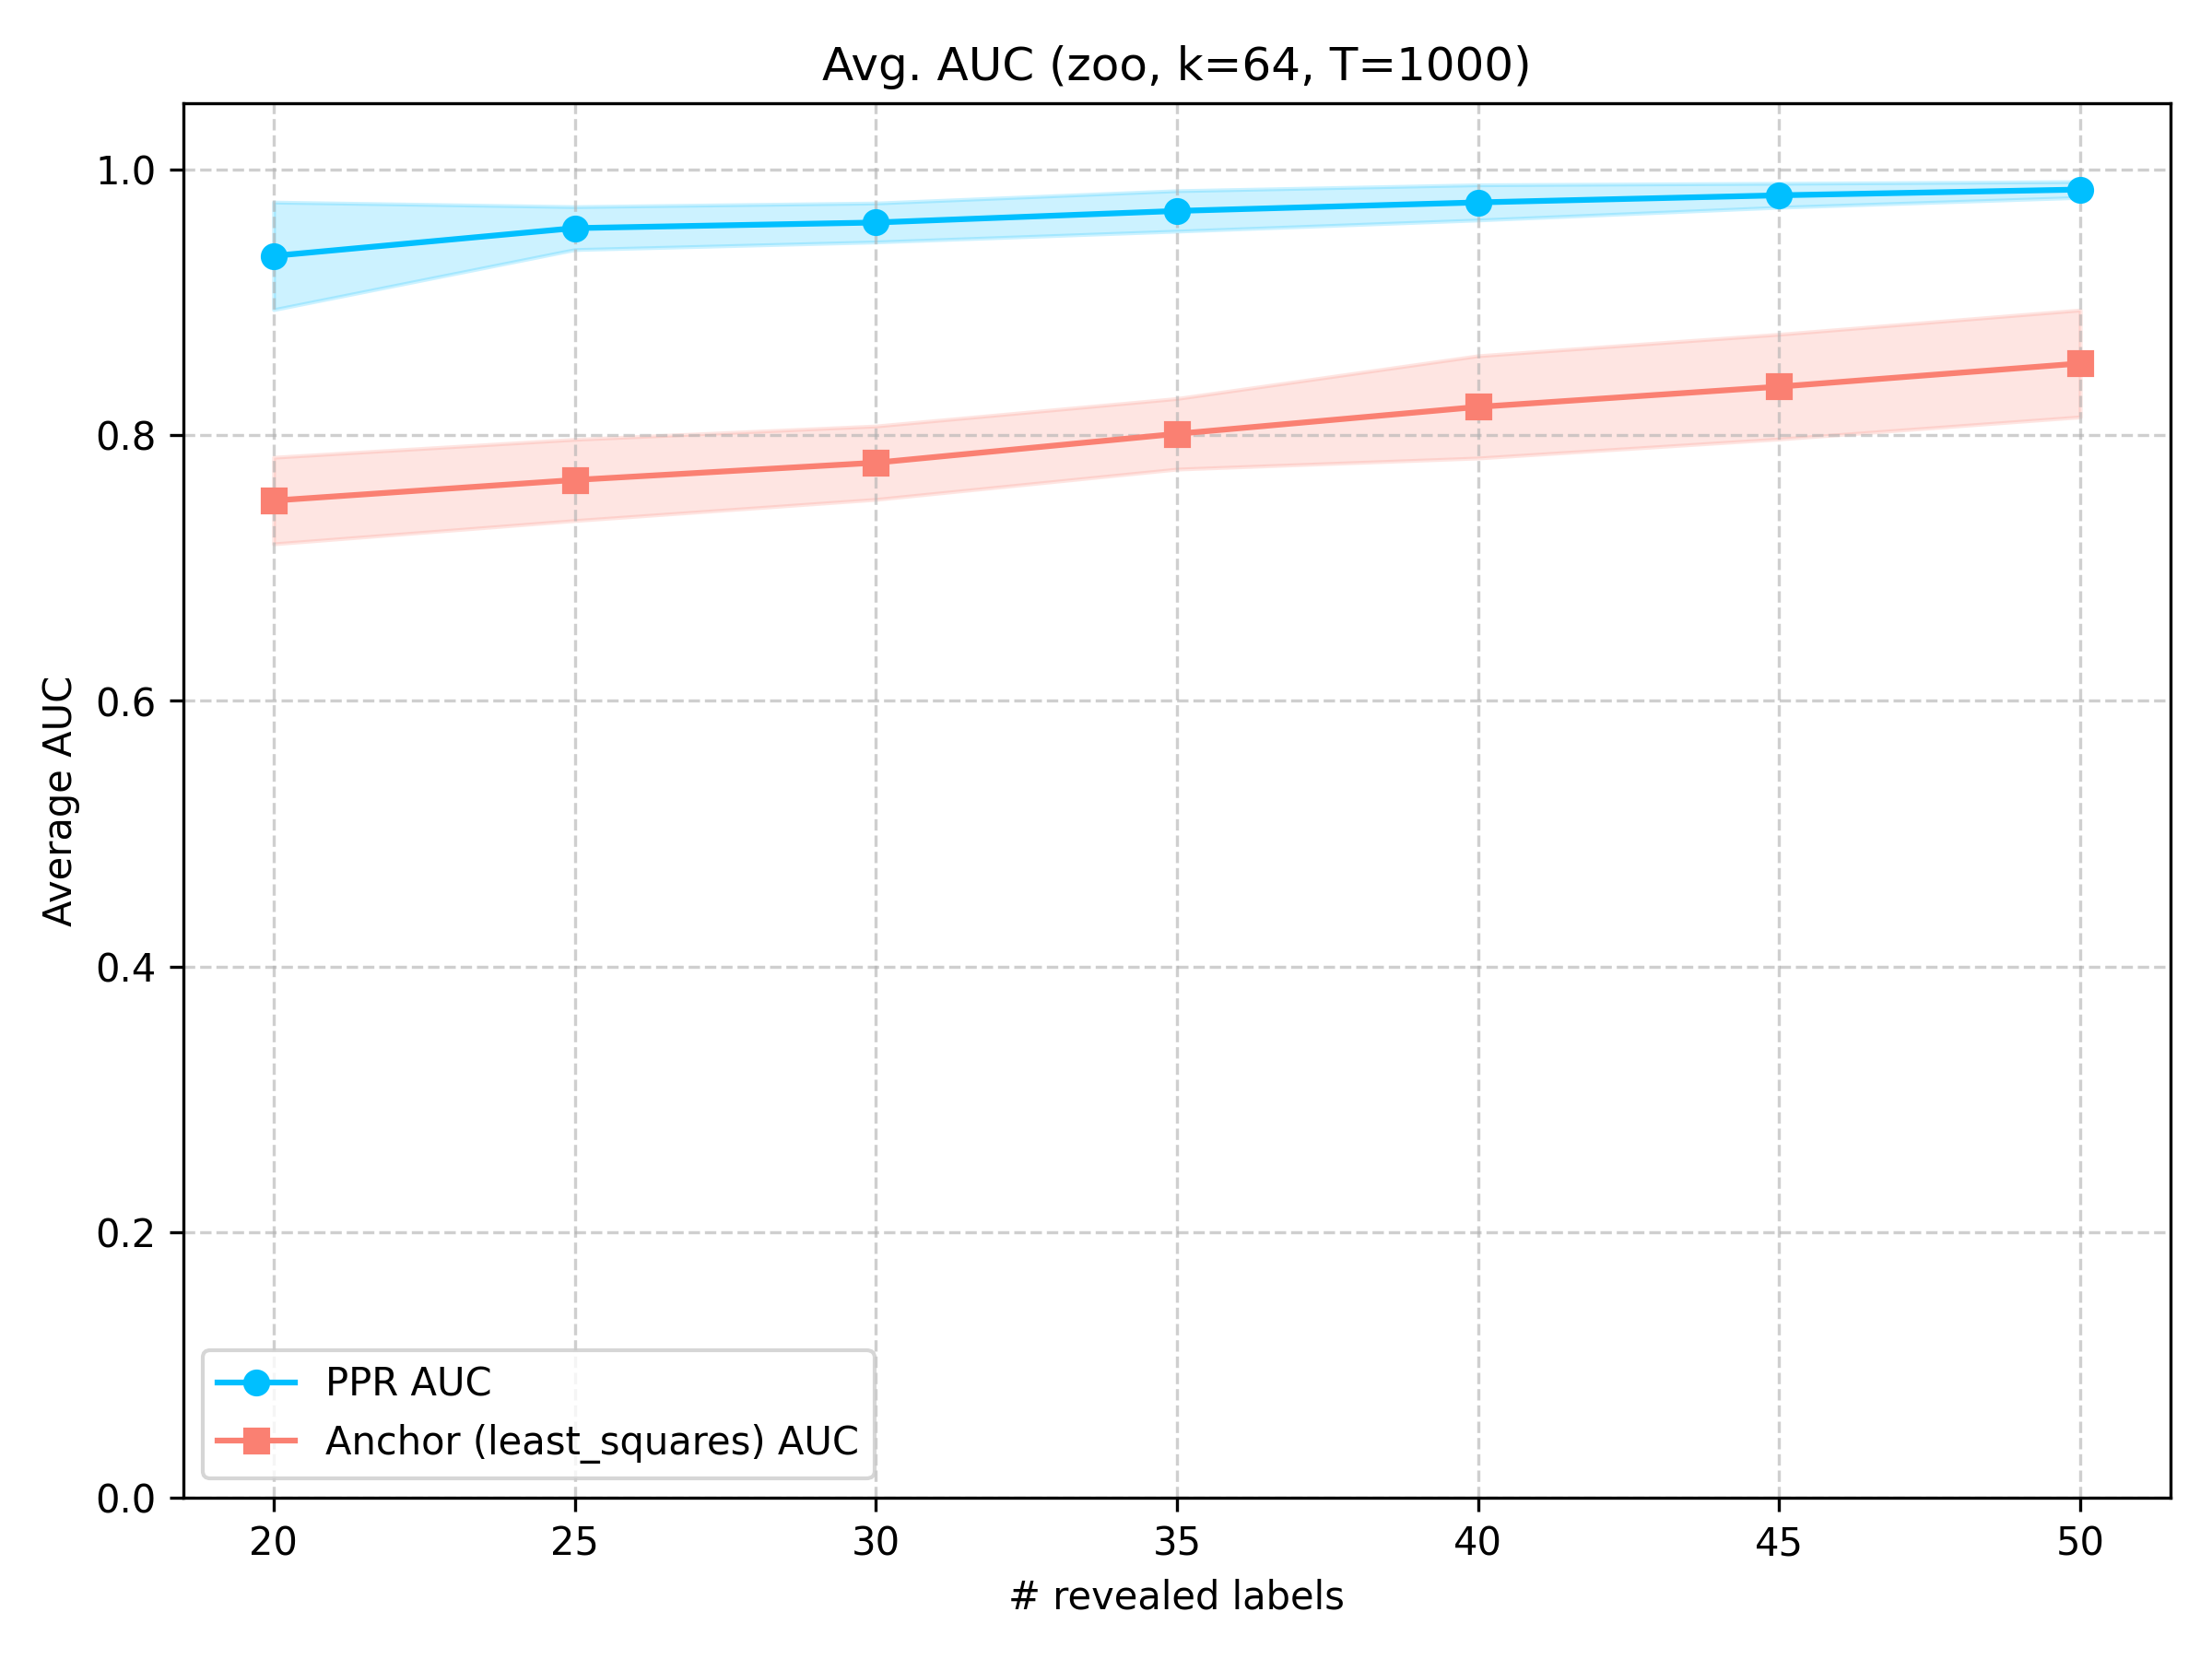 Avg. AUC (zoo, k=64, T=1000)
Average AUC
1.0
0.8
0.6
0.4
0.2
0.0
PPR AUC
Anchor (least_squares) AUC
20 25 30 35 40 45 50
# revealed labels